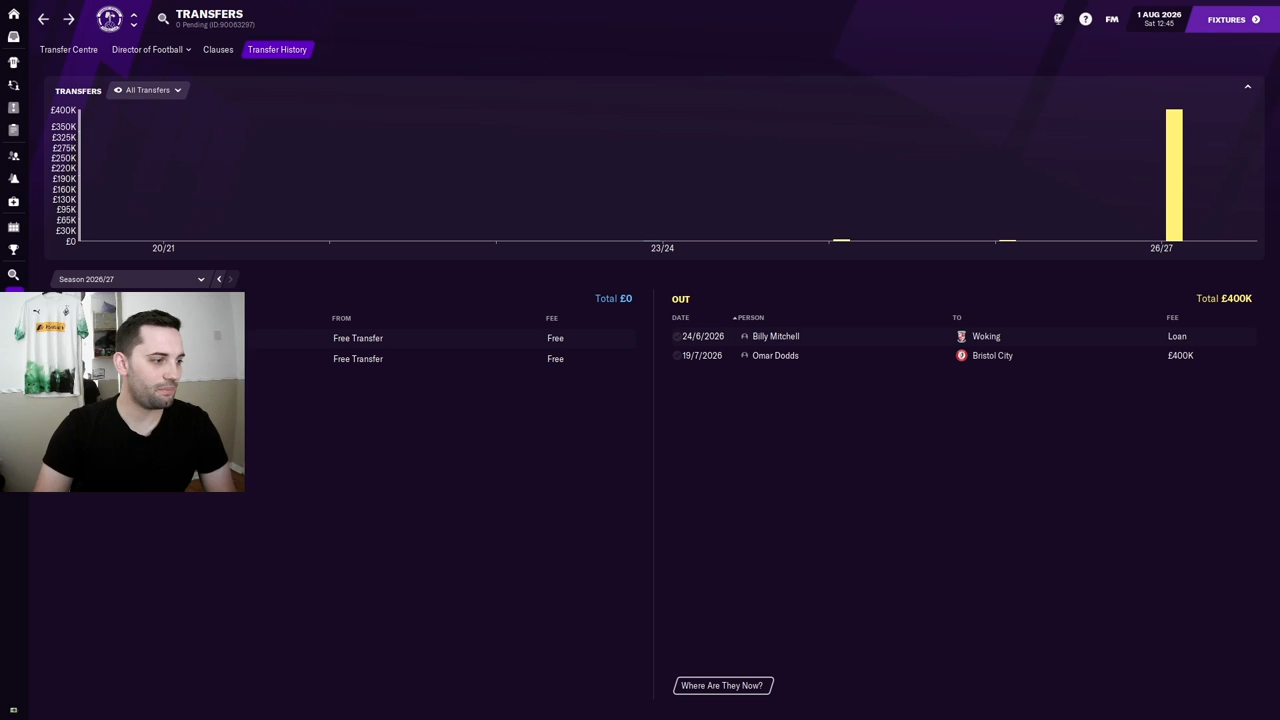 TRANSFERS
0 Pending (ID:90063297)
FM
1 AUG 2026
Sat 12:45
FIXTURES
Transfer Centre
Director of Football
Clauses
Transfer History
TRANSFERS
All Transfers
£400K
£350K
£325K
£275K
£250K
£220K
£190K
£160K
£130K
£95K
£65K
£30K
£0
20/21
23/24
26/27
Season 2026/27
Total £0
FROM
FEE
Free Transfer
Free
Free Transfer
Free
OUT
Total £400K
DATE
PERSON
TO
FEE
24/6/2026
Billy Mitchell
Woking
Loan
19/7/2026
Omar Dodds
Bristol City
£400K
Where Are They Now?